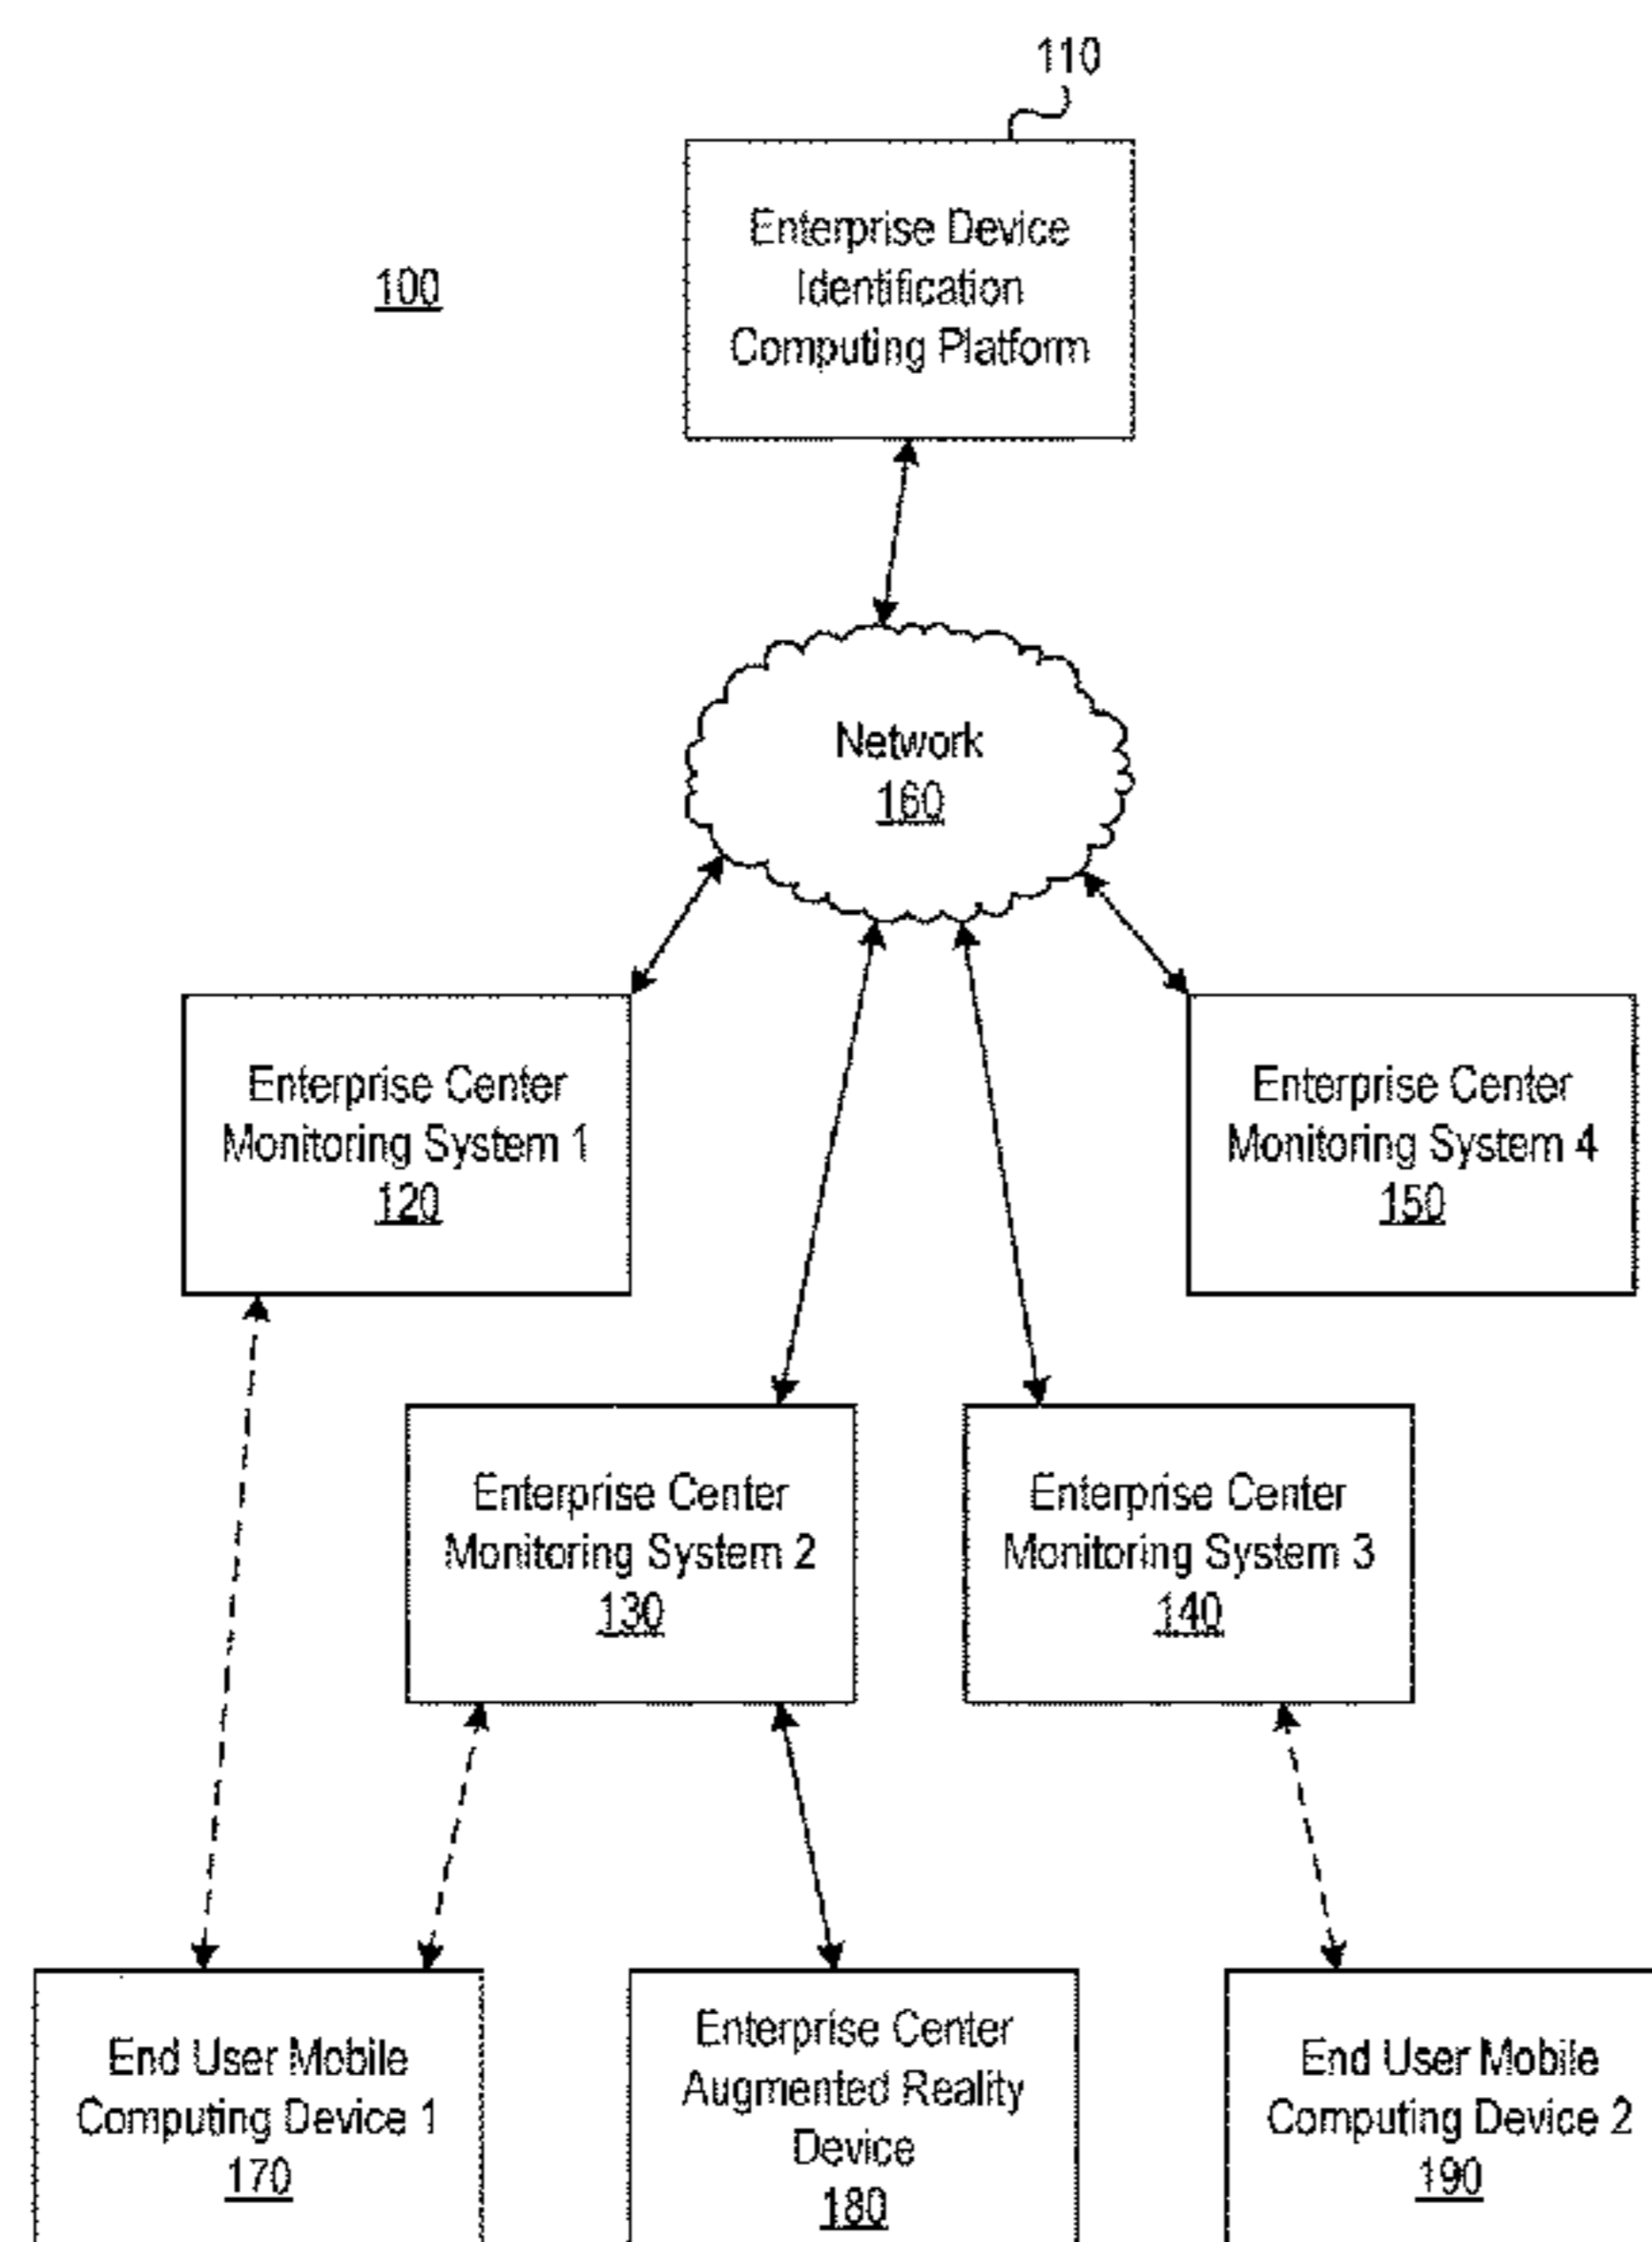 110
100
Enterprise Device
Identification
Computing Platform
Network
160
Enterprise Center
Monitoring System 1
120
Enterprise Center
Monitoring System 4
150
Enterprise Center
Monitoring System 2
130
Enterprise Center
Monitoring System 3
140
End User Mobile
Computing Device 1
170
Enterprise Center
Augmented Reality
Device
180
End User Mobile
Computing Device 2
190